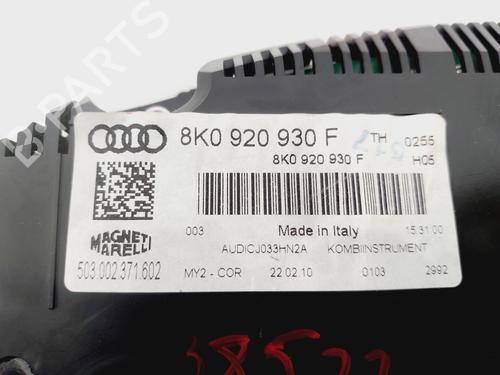 B-PARTS
8K0 920 930 F TH 0255
8K0 920 930 F H05
003 Made in Italy 15:31:00
MAGNETI MARELLI
AUDICJ033HN2A KOMBIINSTRUMENT
503.002.371.602
MY2 - COR 22.02.10 0103 2992